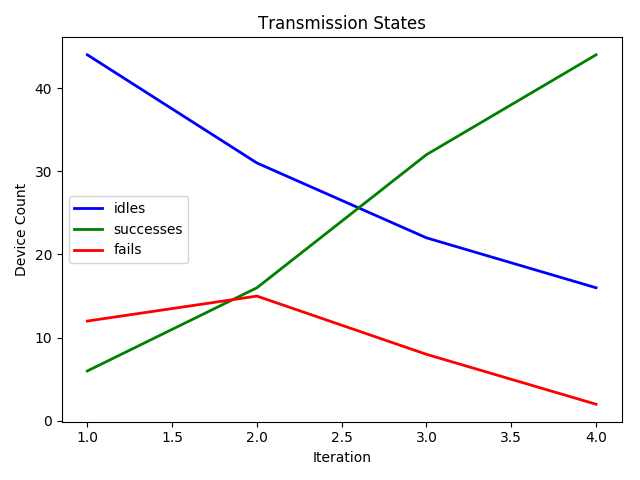 Transmission States
Device Count
40
30
20
10
0
idles
successes
fails
1.0 1.5 2.0 2.5 3.0 3.5 4.0
Iteration